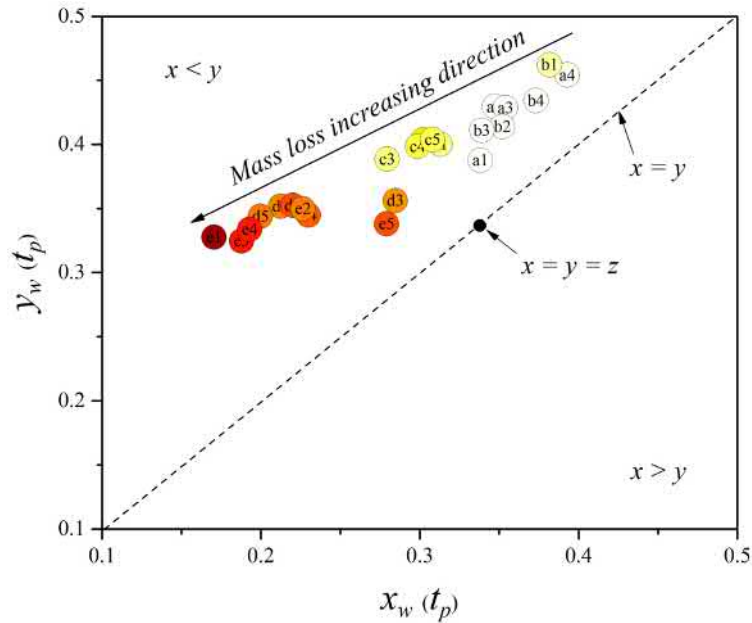 0.5
0.4
0.3
0.2
0.1
0.1
0.2
0.3
0.4
0.5
y_w (t_p)
x_w (t_p)
x < y
Mass loss increasing direction
b1
a4
a
a3
b4
b3
b2
a1
c5
c3
d3
e5
e2
d5
e4
x = y
x = y = z
x > y